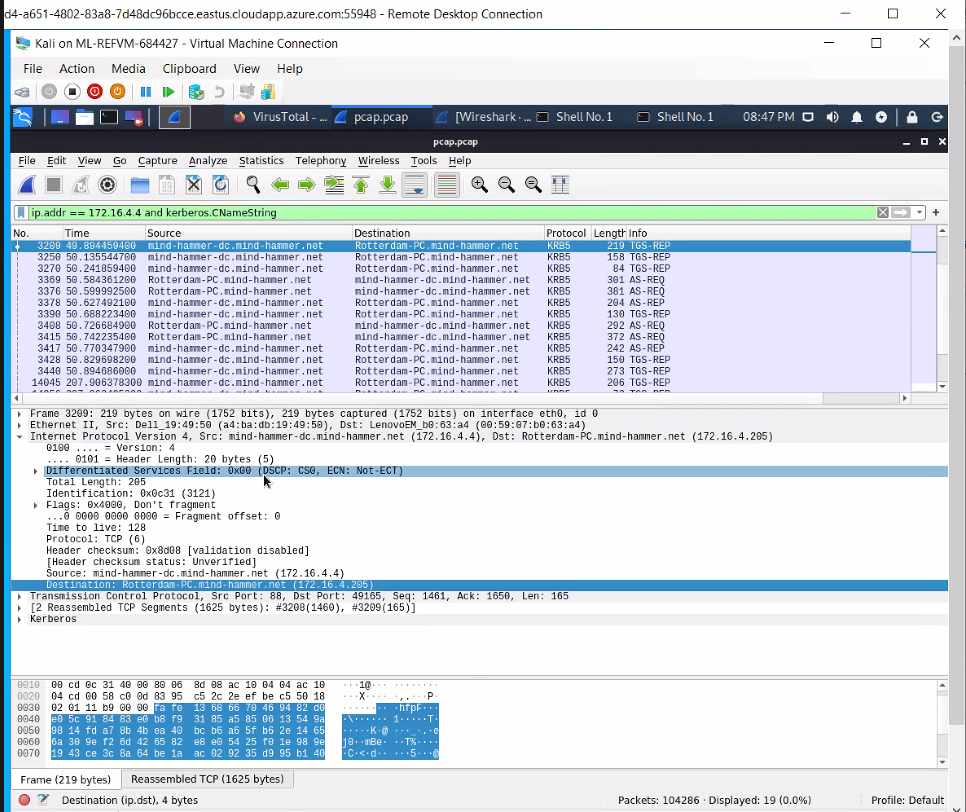 d4-a651-4802-83a8-7d48dc96bcce.eastus.cloudapp.azure.com:55948 - Remote Desktop Connection
Kali on ML-REFVM-684427 - Virtual Machine Connection
File Action Media Clipboard View Help
VirusTotal - ... pcap.pcap [Wireshark -... Shell No. 1 Shell No. 1 08:47 PM
pcap.pcap
File Edit View Go Capture Analyze Statistics Telephony Wireless Tools Help
ip.addr == 172.16.4.4 and kerberos.CNameString
No. Time Source Destination Protocol Length Info
3209 49.894459400 mind-hammer-dc.mind-hammer.net Rotterdam-PC.mind-hammer.net KRB5 219 TGS-REP
3250 50.135544700 mind-hammer-dc.mind-hammer.net Rotterdam-PC.mind-hammer.net KRB5 158 TGS-REP
3270 50.241859400 mind-hammer-dc.mind-hammer.net Rotterdam-PC.mind-hammer.net KRB5 84 TGS-REP
3369 50.584361200 Rotterdam-PC.mind-hammer.net mind-hammer-dc.mind-hammer.net KRB5 301 AS-REQ
3376 50.599992500 Rotterdam-PC.mind-hammer.net mind-hammer-dc.mind-hammer.net KRB5 381 AS-REQ
3378 50.627492100 mind-hammer-dc.mind-hammer.net Rotterdam-PC.mind-hammer.net KRB5 204 AS-REP
3390 50.688223400 mind-hammer-dc.mind-hammer.net Rotterdam-PC.mind-hammer.net KRB5 130 TGS-REP
3408 50.726684900 Rotterdam-PC.mind-hammer.net mind-hammer-dc.mind-hammer.net KRB5 292 AS-REQ
3415 50.742235400 Rotterdam-PC.mind-hammer.net mind-hammer-dc.mind-hammer.net KRB5 372 AS-REQ
3417 50.770347900 mind-hammer-dc.mind-hammer.net Rotterdam-PC.mind-hammer.net KRB5 242 AS-REP
3428 50.829698200 mind-hammer-dc.mind-hammer.net Rotterdam-PC.mind-hammer.net KRB5 150 TGS-REP
3440 50.894686000 mind-hammer-dc.mind-hammer.net Rotterdam-PC.mind-hammer.net KRB5 273 TGS-REP
14045 207.906378300 mind-hammer-dc.mind-hammer.net Rotterdam-PC.mind-hammer.net KRB5 206 TGS-REP
Frame 3209: 219 bytes on wire (1752 bits), 219 bytes captured (1752 bits) on interface eth0, id 0
Ethernet II, Src: Dell_19:49:50 (a4:ba:db:19:49:50), Dst: LenovoEM_b0:63:a4 (00:59:07:b0:63:a4)
Internet Protocol Version 4, Src: mind-hammer-dc.mind-hammer.net (172.16.4.4), Dst: Rotterdam-PC.mind-hammer.net (172.16.4.205)
0100 .... = Version: 4
.... 0101 = Header Length: 20 bytes (5)
Differentiated Services Field: 0x00 (DSCP: CS0, ECN: Not-ECT)
Total Length: 205
Identification: 0x0c31 (3121)
Flags: 0x4000, Don't fragment
...0 0000 0000 0000 = Fragment offset: 0
Time to live: 128
Protocol: TCP (6)
Header checksum: 0x8d08 [validation disabled]
[Header checksum status: Unverified]
Source: mind-hammer-dc.mind-hammer.net (172.16.4.4)
Destination: Rotterdam-PC.mind-hammer.net (172.16.4.205)
Transmission Control Protocol, Src Port: 88, Dst Port: 49165, Seq: 1461, Ack: 1650, Len: 165
[2 Reassembled TCP Segments (1625 bytes): #3208(1460), #3209(165)]
Kerberos
0010 00 cd 0c 31 40 00 80 06 8d 08 ac 10 04 04 ac 10 ···1@··· ········
0020 04 cd 00 58 c0 0d 83 95 c5 2c 2e ef be c5 50 18 ···X···· ·,.···P·
0030 02 01 11 b9 00 00 fa fe 13 68 66 70 46 94 82 d0 ········ ·hfpF···
0040 e0 5c 91 84 83 e0 b8 f9 31 85 a5 85 06 13 54 9a ·\······ 1·····T·
0050 98 14 fd a7 8b 4b ea 40 bc b6 a5 5f b6 2e 14 65 ·····K·@ ···_·.·e
0060 6a 30 9e f2 6d 42 65 82 e8 e0 54 25 f0 1e 98 9e j0··mBe· ··T%····
0070 19 43 ce 3c 8a 64 be 1a ac 02 92 35 d9 95 b1 40 ·C·<·d·· ···5···@
Frame (219 bytes) Reassembled TCP (1625 bytes)
Destination (ip.dst), 4 bytes Packets: 104286 · Displayed: 19 (0.0%) Profile: Default